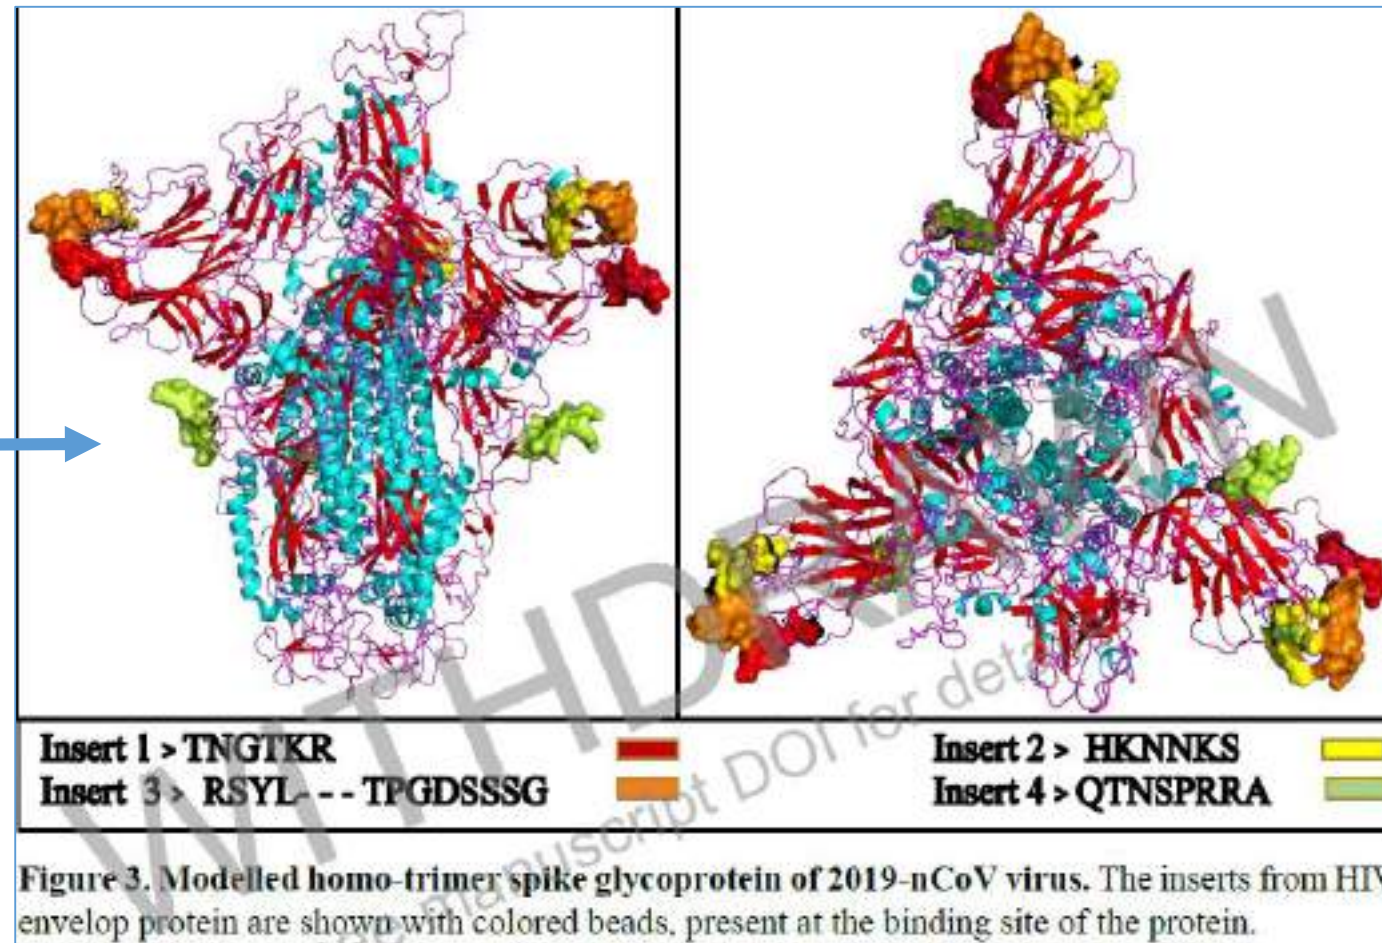 Insert 1 > TNGTKR
Insert 2 > HKNNKS
Insert 3 > RSYL- - - TPGDSSSG
Insert 4 > QTNSPRRA
WITHDRAWN
manuscript DOI for deta
Figure 3. Modelled homo-trimer spike glycoprotein of 2019-nCoV virus. The inserts from HIV
envelop protein are shown with colored beads, present at the binding site of the protein.